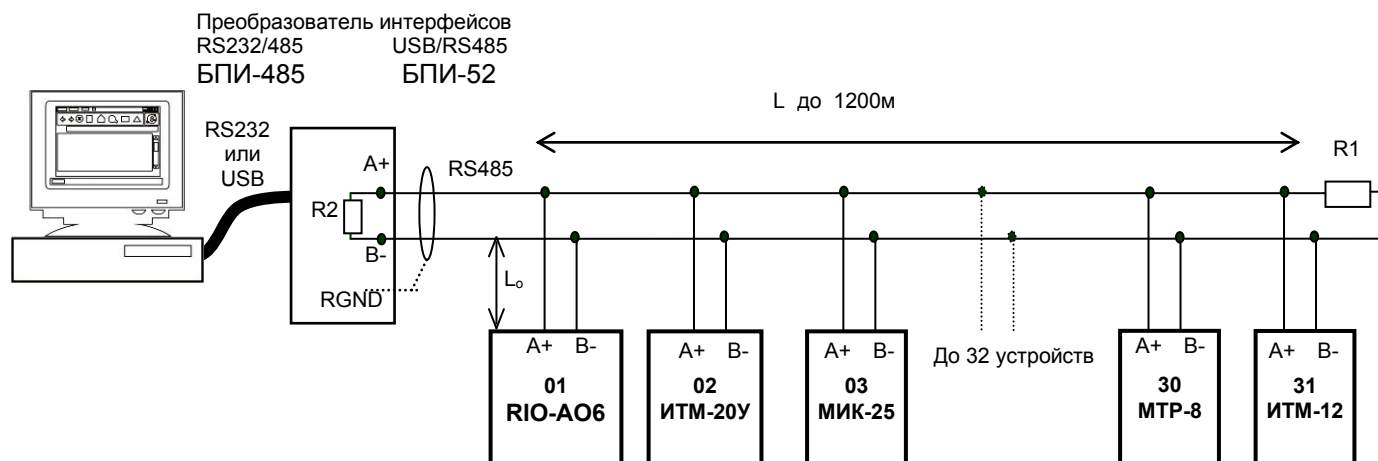 Преобразователь интерфейсов
RS232/485 USB/RS485
БПИ-485 БПИ-52
L до 1200м
RS232
или
USB
A+
RS485
R1
R2
B-
RGND
Lₒ
A+ B-
01
RIO-AO6
A+ B-
02
ИТМ-20У
A+ B-
03
МИК-25
До 32 устройств
A+ B-
30
МТР-8
A+ B-
31
ИТМ-12